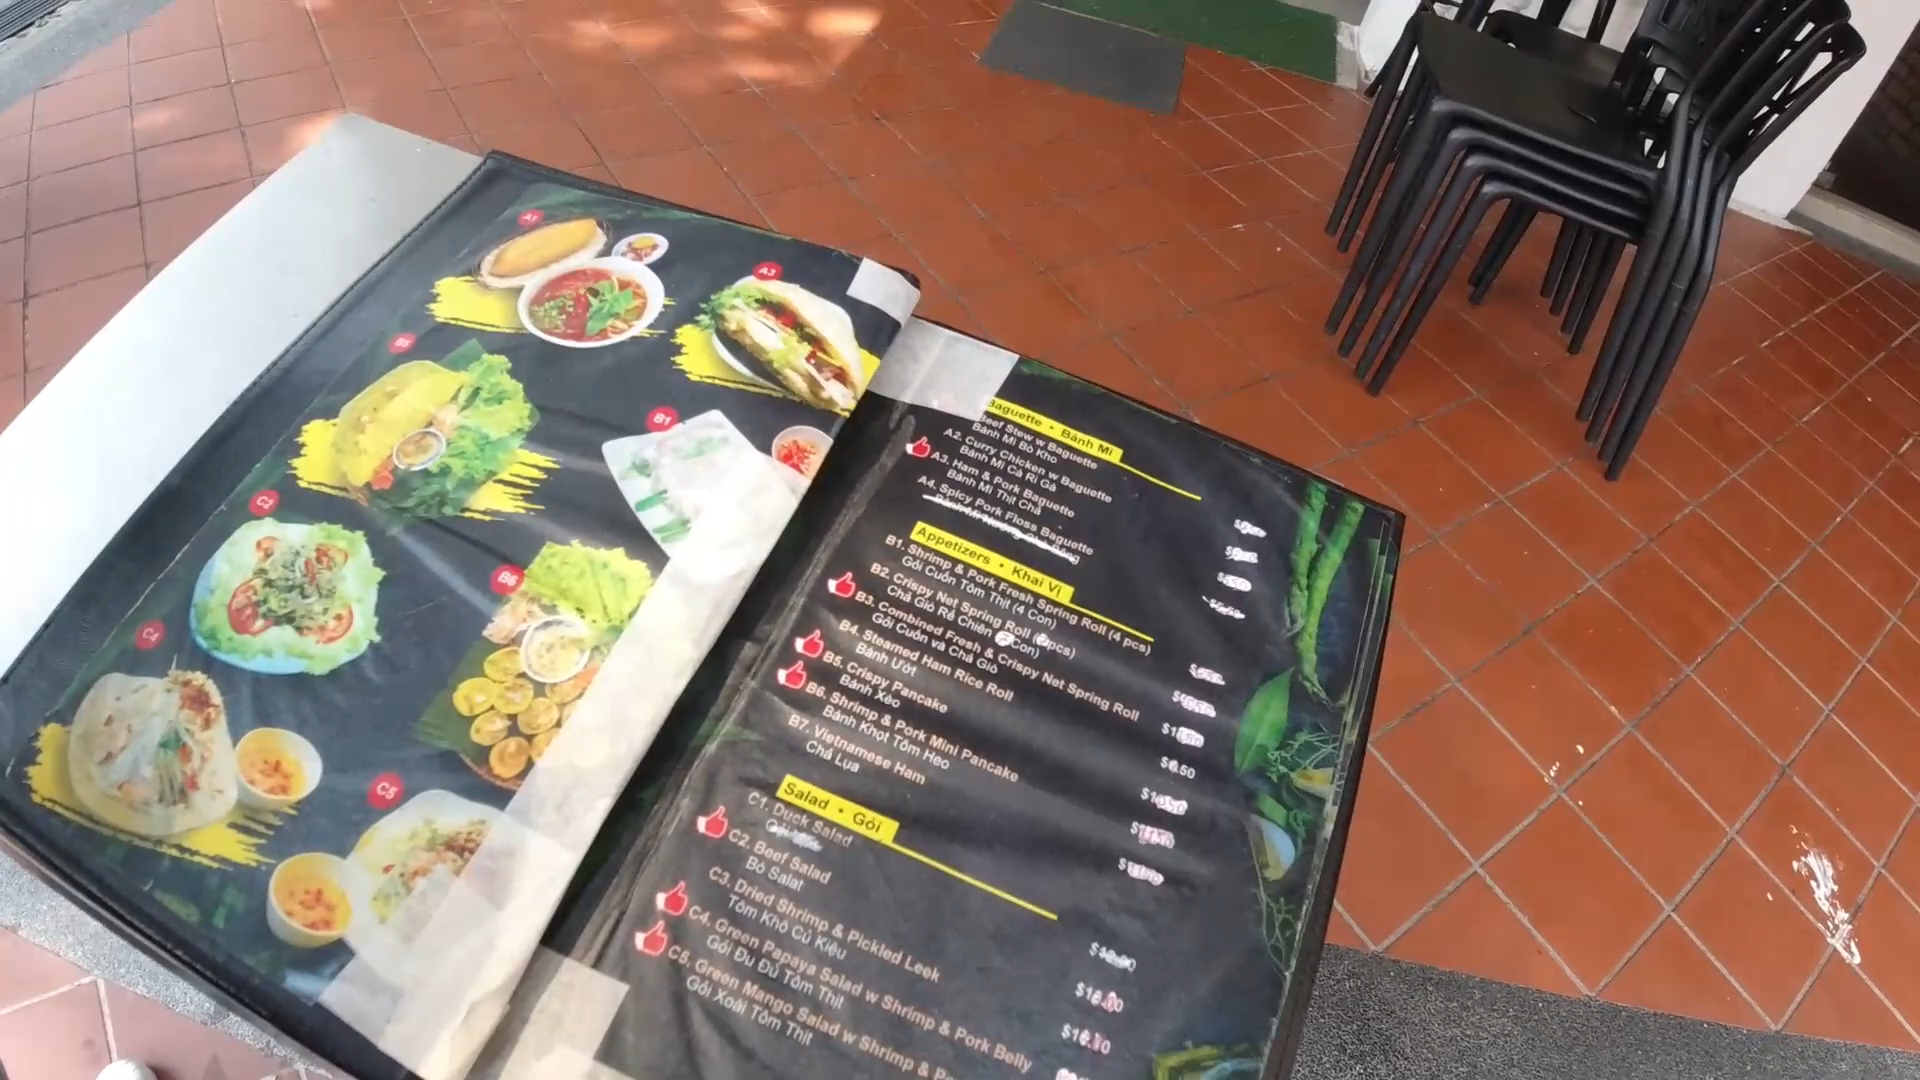 A1
A3
B5
B1
C2
B6
C4
C5
Baguette • Bánh Mì
Beef Stew w Baguette
Bánh Mì Bò Kho
A2. Curry Chicken w Baguette
Bánh Mì Cà Ri Gà
A3. Ham & Pork Baguette
Bánh Mì Thịt Chả
A4. Spicy Pork Floss Baguette
Appetizers • Khai Vị
B1. Shrimp & Pork Fresh Spring Roll (4 pcs)
Gỏi Cuốn Tôm Thịt (4 Con)
B2. Crispy Net Spring Roll (pcs)
Chả Giò Rế Chiên Con)
B3. Combined Fresh & Crispy Net Spring Roll
Gỏi Cuốn và Chả Giò
B4. Steamed Ham Rice Roll
Bánh Ướt
$6.50
B5. Crispy Pancake
Bánh Xèo
B6. Shrimp & Pork Mini Pancake
Bánh Khọt Tôm Heo
B7. Vietnamese Ham
Chả Lụa
Salad • Gỏi
C1. Duck Salad
C2. Beef Salad
Bò Salat
C3. Dried Shrimp & Pickled Leek
Tôm Khô Củ Kiệu
C4. Green Papaya Salad w Shrimp & Pork Belly
Gỏi Đu Đủ Tôm Thịt
C5. Green Mango Salad w Shrimp &
Gỏi Xoài Tôm Thịt